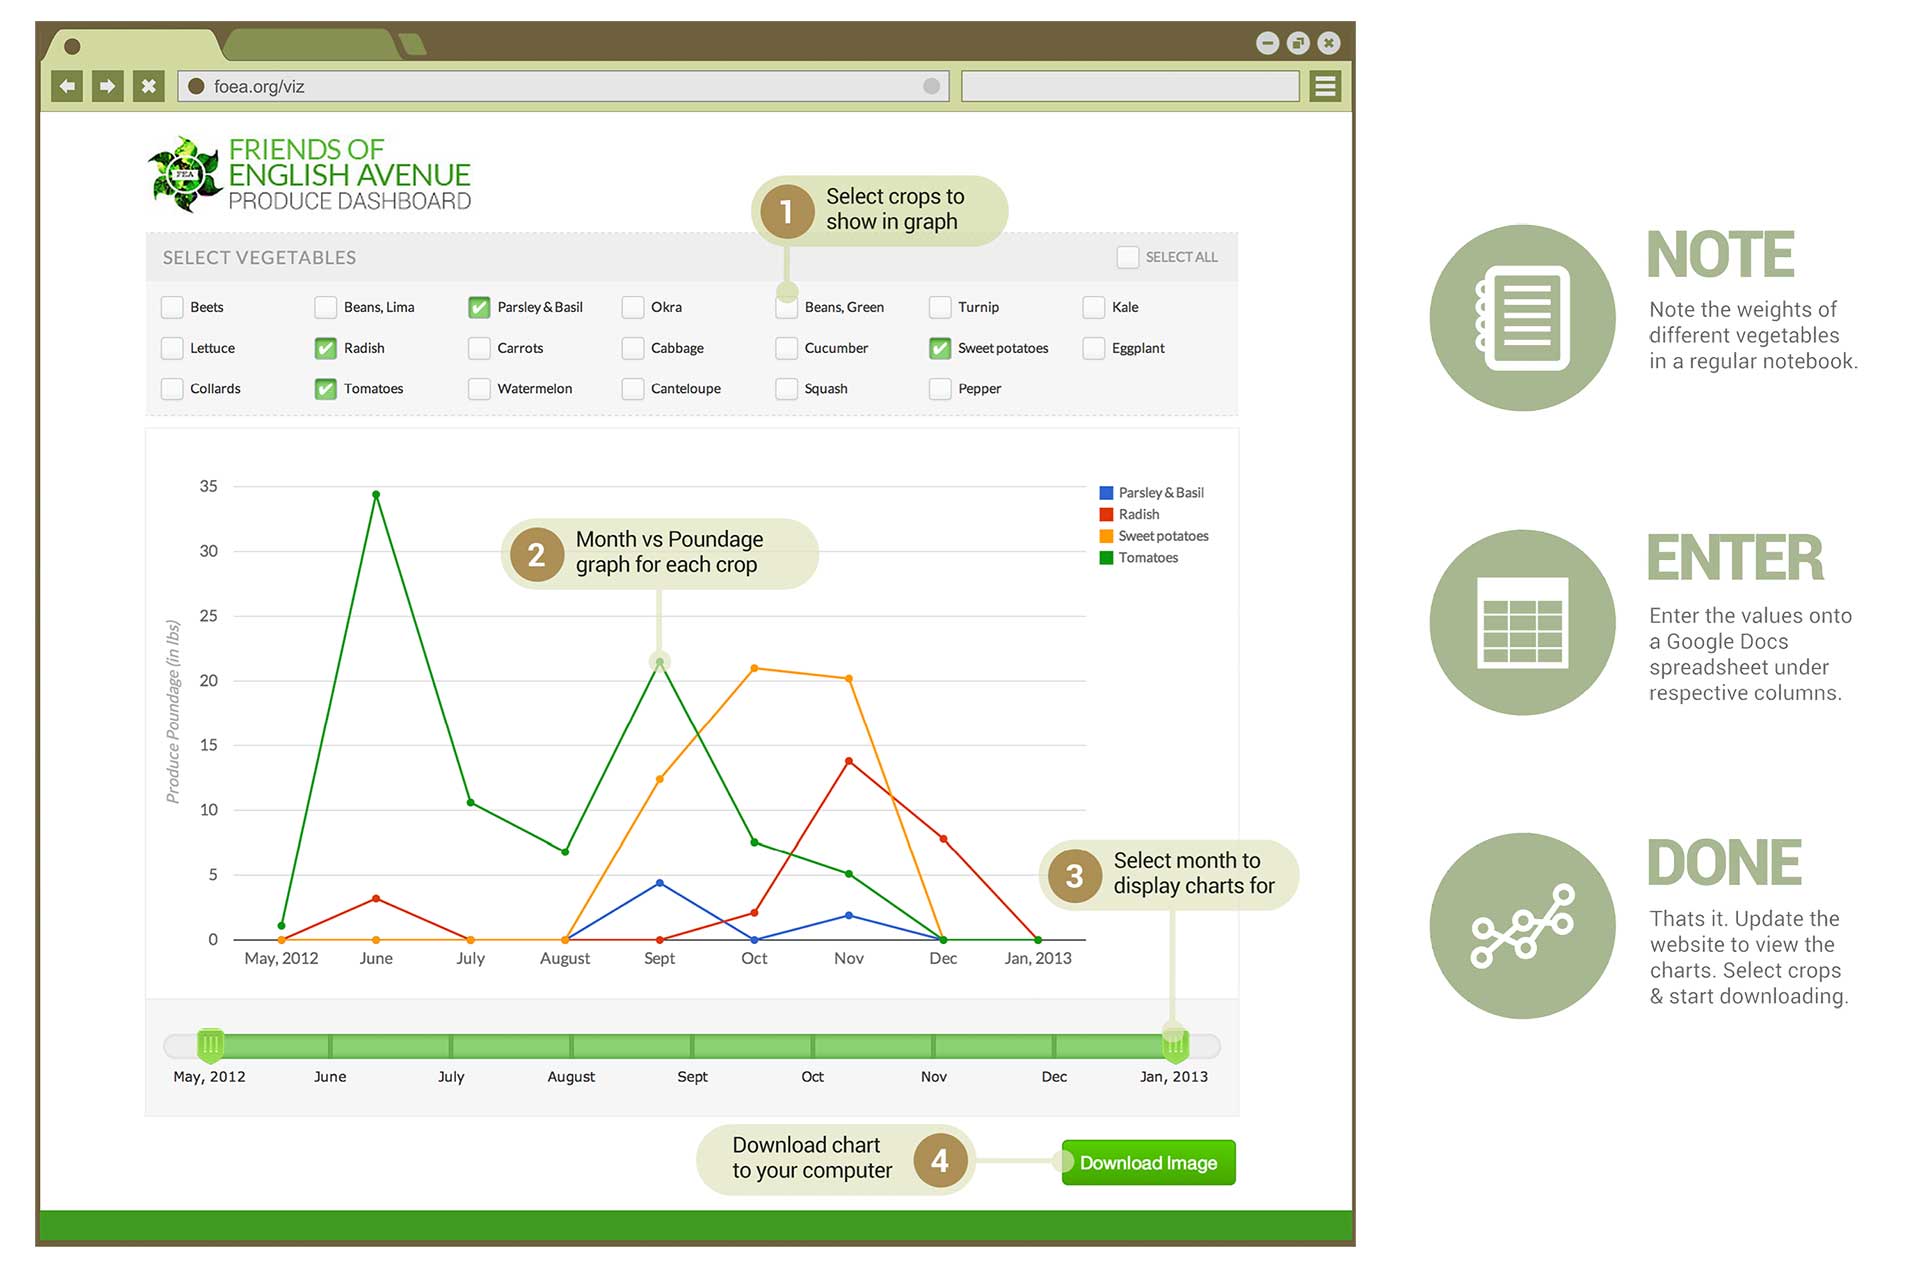 foea.org/viz
FEA
FRIENDS OF
ENGLISH AVENUE
PRODUCE DASHBOARD
1
Select crops to
show in graph
SELECT VEGETABLES
SELECT ALL
Beets
Beans, Lima
Parsley & Basil
Okra
Beans, Green
Turnip
Kale
Lettuce
Radish
Carrots
Cabbage
Cucumber
Sweet potatoes
Eggplant
Collards
Tomatoes
Watermelon
Canteloupe
Squash
Pepper
35
30
25
20
15
10
5
0
Produce Poundage (in lbs)
2
Month vs Poundage
graph for each crop
Parsley & Basil
Radish
Sweet potatoes
Tomatoes
3
Select month to
display charts for
May, 2012
June
July
August
Sept
Oct
Nov
Dec
Jan, 2013
May, 2012
June
July
August
Sept
Oct
Nov
Dec
Jan, 2013
Download chart
to your computer
4
Download Image
NOTE
Note the weights of
different vegetables
in a regular notebook.
ENTER
Enter the values onto
a Google Docs
spreadsheet under
respective columns.
DONE
Thats it. Update the
website to view the
charts. Select crops
& start downloading.